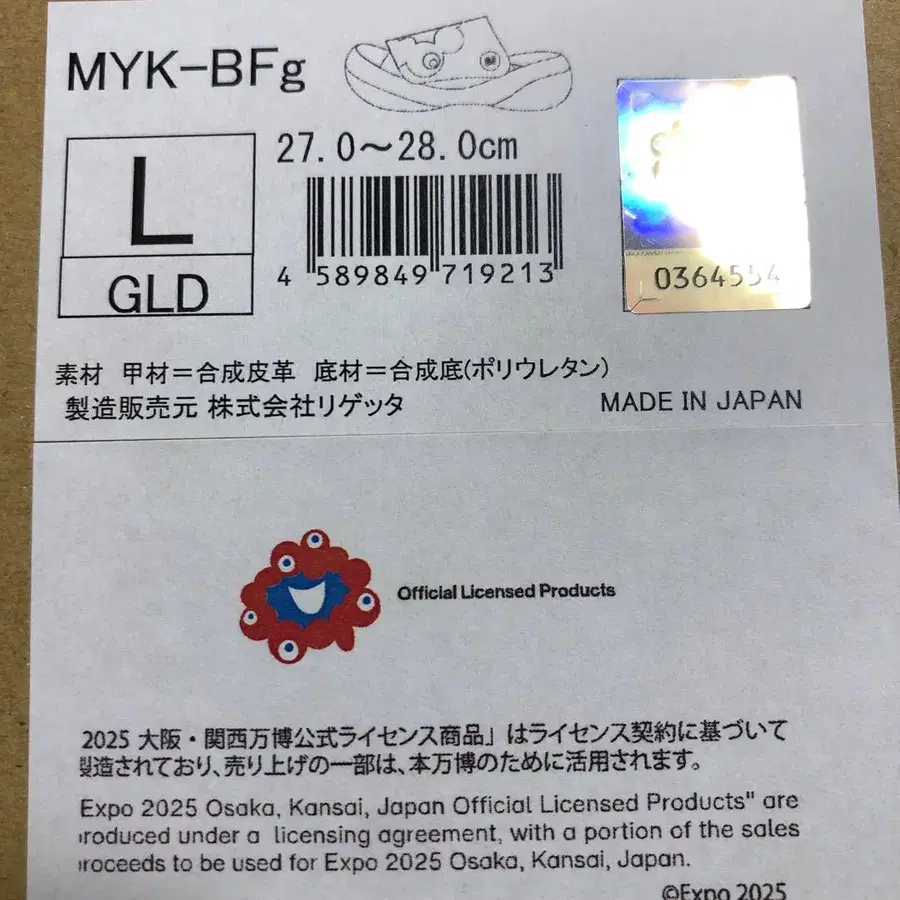 MYK-BFg
27.0～28.0cm
L
GLD
4 589849 719213
0364554
素材 甲材＝合成皮革 底材＝合成底(ポリウレタン)
製造販売元 株式会社リゲッタ
MADE IN JAPAN
Official Licensed Products
2025 大阪・関西万博公式ライセンス商品」はライセンス契約に基づいて
製造されており、売り上げの一部は、本万博のために活用されます。
Expo 2025 Osaka, Kansai, Japan Official Licensed Products" are
roduced under a licensing agreement, with a portion of the sales
roceeds to be used for Expo 2025 Osaka, Kansai, Japan.
©Expo 2025